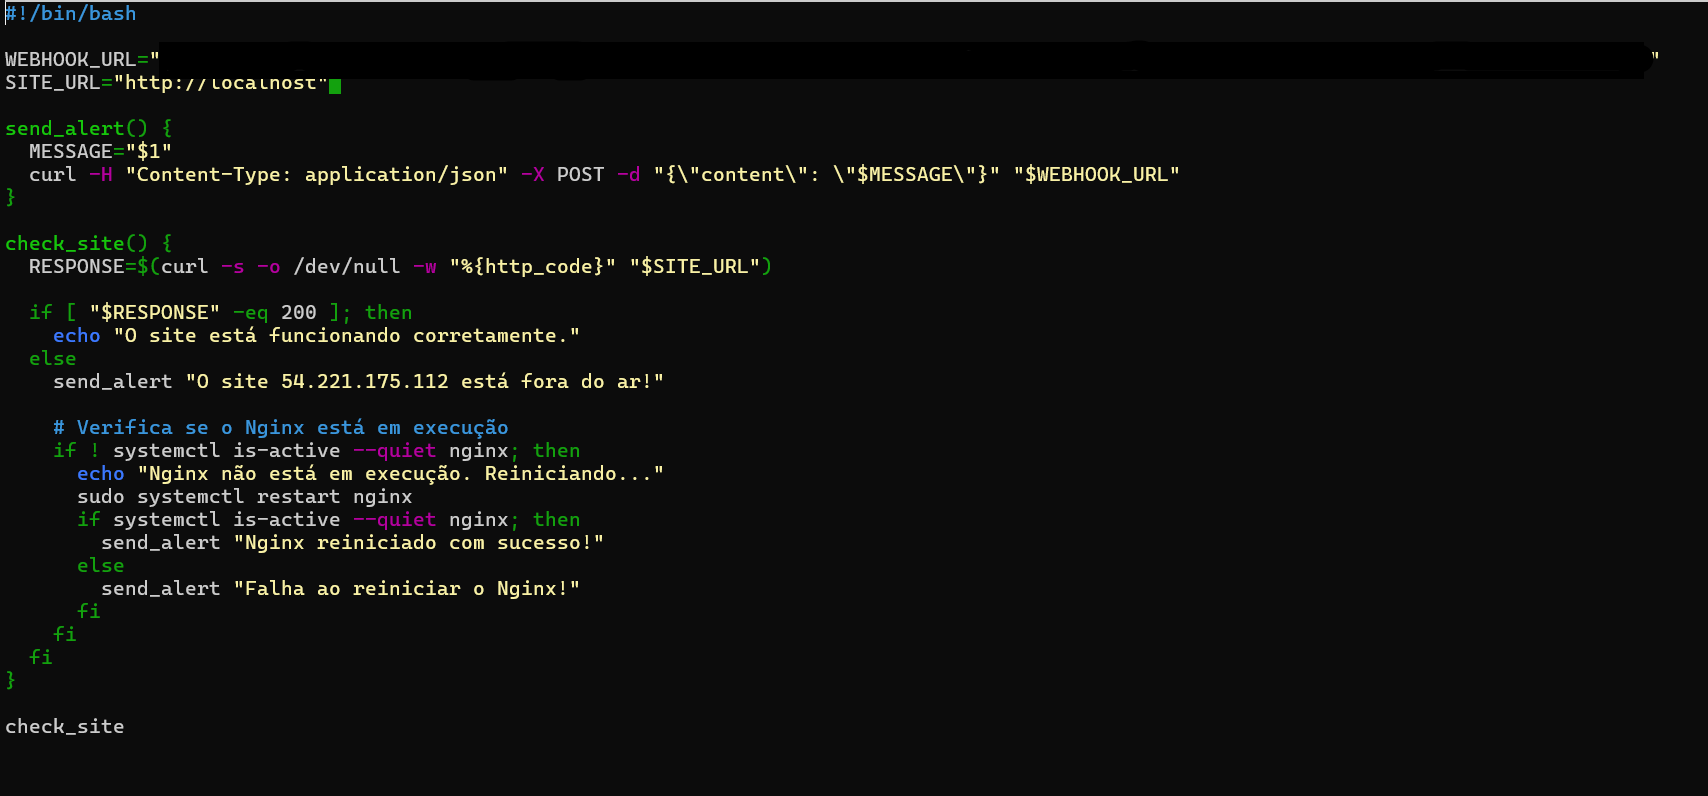 #!/bin/bash

WEBHOOK_URL="                              "
SITE_URL="http://localhost"

send_alert() {
  MESSAGE="$1"
  curl -H "Content-Type: application/json" -X POST -d "{\"content\": \"$MESSAGE\"}" "$WEBHOOK_URL"
}

check_site() {
  RESPONSE=$(curl -s -o /dev/null -w "%{http_code}" "$SITE_URL")

  if [ "$RESPONSE" -eq 200 ]; then
    echo "O site está funcionando corretamente."
  else
    send_alert "O site 54.221.175.112 está fora do ar!"

    # Verifica se o Nginx está em execução
    if ! systemctl is-active --quiet nginx; then
      echo "Nginx não está em execução. Reiniciando..."
      sudo systemctl restart nginx
      if systemctl is-active --quiet nginx; then
        send_alert "Nginx reiniciado com sucesso!"
      else
        send_alert "Falha ao reiniciar o Nginx!"
      fi
    fi
  fi
}

check_site